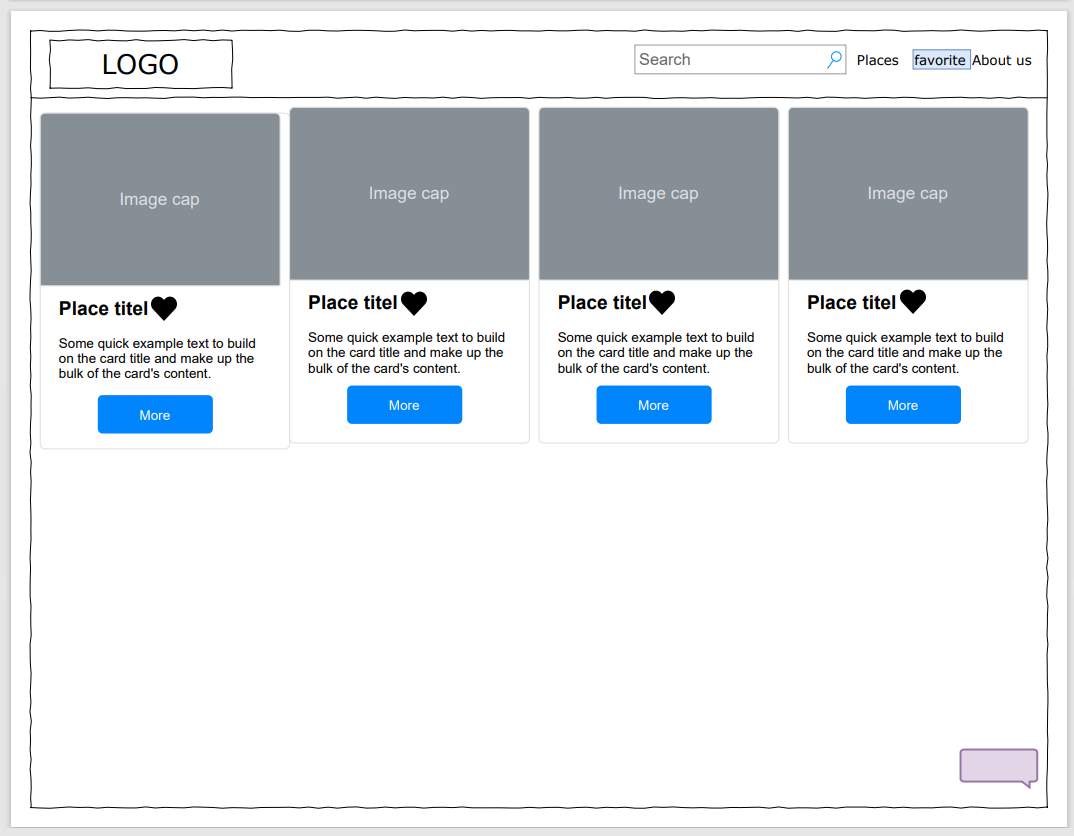 LOGO
Search
Places
favorite
About us
Image cap
Place titel
Some quick example text to build
on the card title and make up the
bulk of the card's content.
More
Image cap
Place titel
Some quick example text to build
on the card title and make up the
bulk of the card's content.
More
Image cap
Place titel
Some quick example text to build
on the card title and make up the
bulk of the card's content.
More
Image cap
Place titel
Some quick example text to build
on the card title and make up the
bulk of the card's content.
More